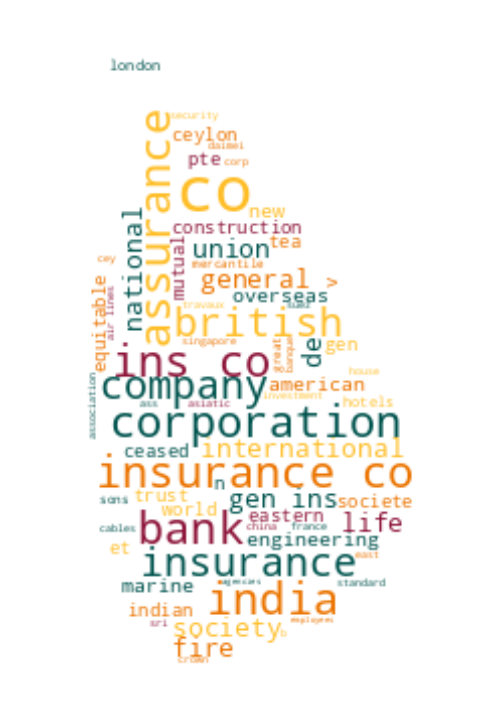 london
security
assurance
ceylon
daimei
pte corp
co
new
national
construction
mutual
union tea
cey mercantile
general v
equitable
air lines
overseas
travaux suez
british
singapore
great
banque
de gen
ins co
house
company american
association
investment
ass asiatic hotels
corporation
ceased international
insurance co
n
sons trust gen ins societe
world
cables bank eastern life
china france
et engineering
east
insurance
marine agencies standard
india
indian
sri employees
society b
fire
crown